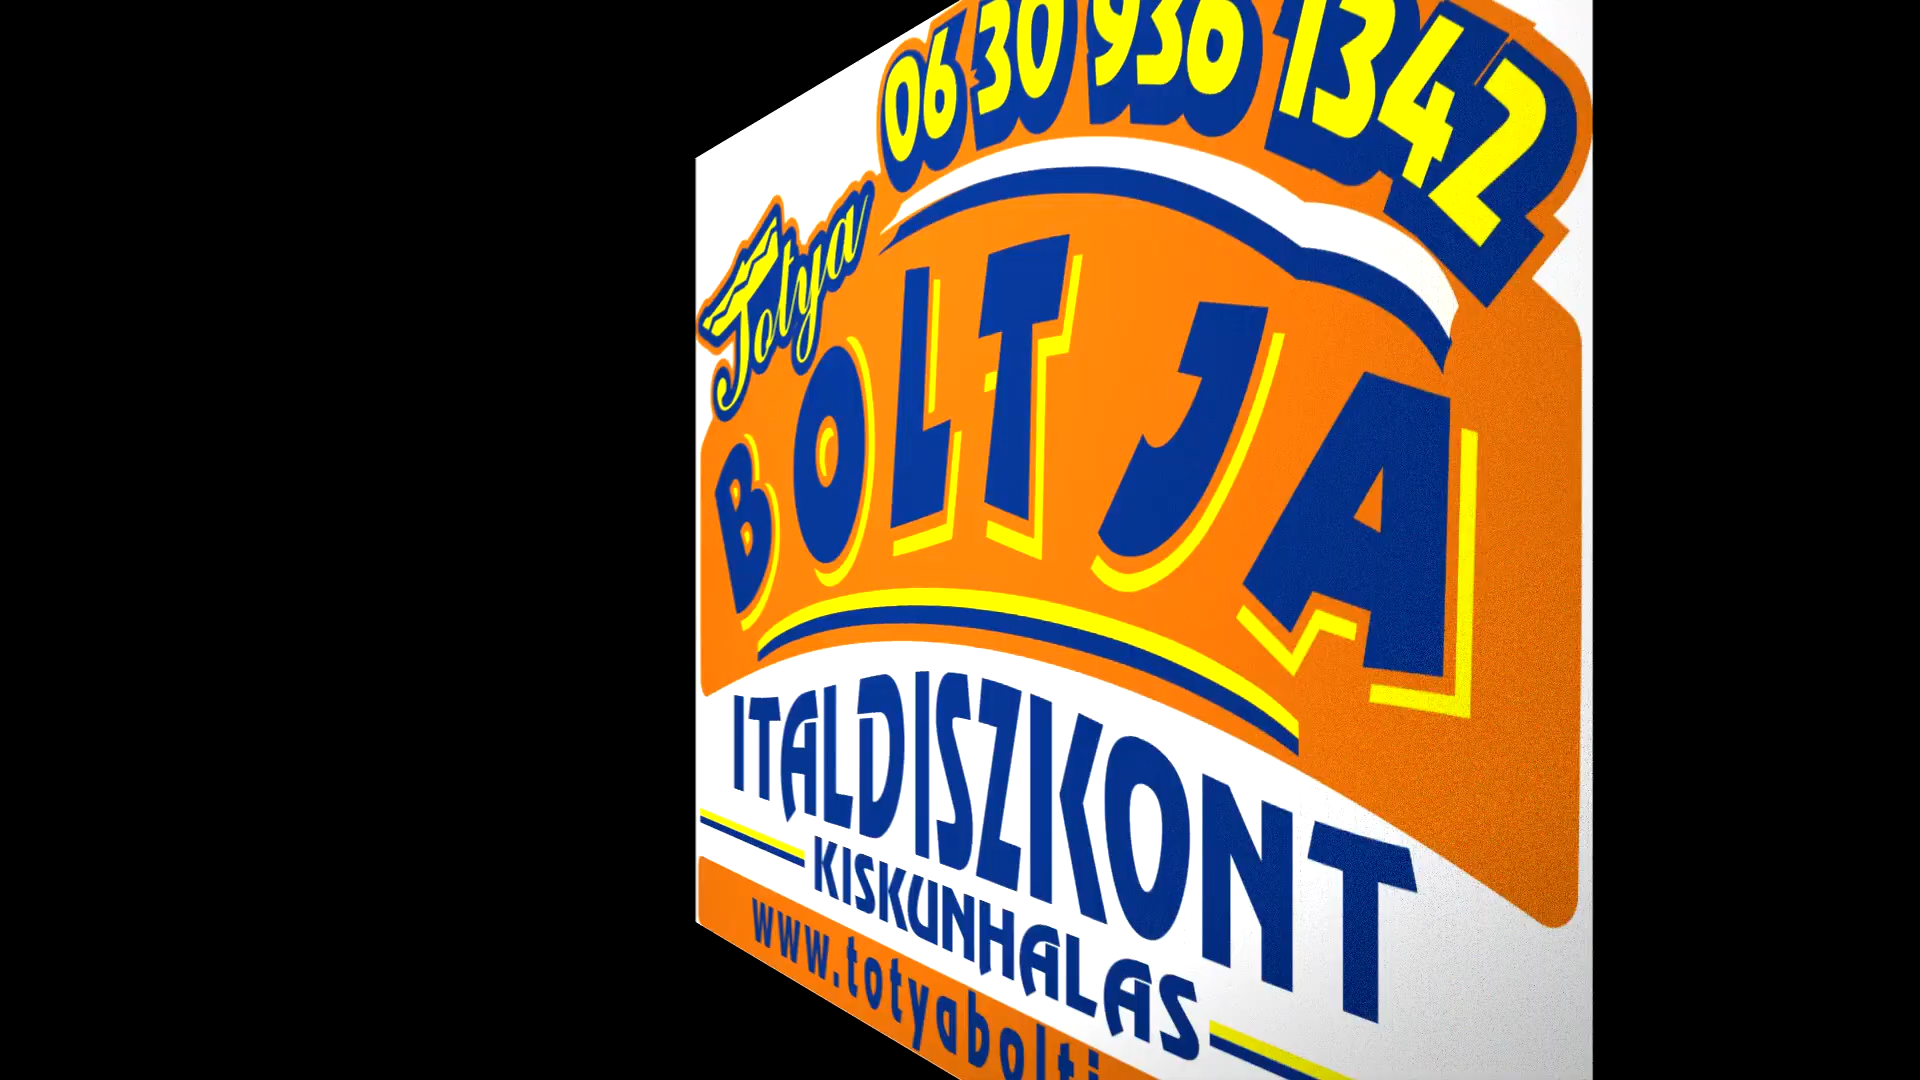 06 30 936 1342
Totya
BOLTJA
ITALDISZKONT
KISKUNHALAS
www.totyabolti